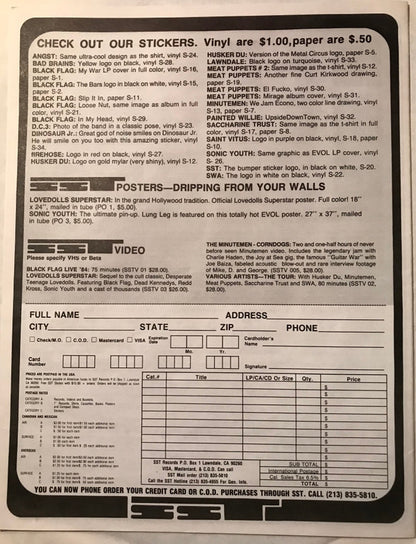 CHECK OUT OUR STICKERS. Vinyl are $1.00,paper are $.50
ANGST: Same ultra-cool design as the shirt, vinyl S-24.
BAD BRAINS: Yellow logo on black, vinyl S-28.
BLACK FLAG: My War LP cover in full color, vinyl S-16,
paper S-1.
BLACK FLAG: The Bars logo in black on white, vinyl S-15,
paper S-2.
BLACK FLAG: Slip It In, paper S-11.
BLACK FLAG: Loose Nut, same image as album in full
color, vinyl S-31.
BLACK FLAG: In My Head, vinyl S-29.
D.C.3: Photo of the band in a classic pose, vinyl S-23.
DINOSAUR Jr.: Great god of noise smiles on Dinosaur Jr.
He will smile on you too with this amazing sticker, vinyl
S-34.
fIREHOSE: Logo in red on black, vinyl S-27.
HUSKER DU: Logo on gold mylar (very shiny), vinyl S-12.
HUSKER DU: Version of the Metal Circus logo, paper S-5.
LAWNDALE: Black logo on turquoise, vinyl S-33.
MEAT PUPPETS # 2: Same image as the t-shirt, vinyl S-12.
MEAT PUPPETS: Another fine Curt Kirkwood drawing,
paper S-19.
MEAT PUPPETS: El Fucko, vinyl S-30.
MEAT PUPPETS: Mirage album cover, vinyl S-31.
MINUTEMEN: We Jam Econo, two color line drawing, vinyl
S-13, paper S-7.
PAINTED WILLIE: UpsideDownTown, vinyl S-32.
SACCHARINE TRUST: Same image as the t-shirt in full
color, vinyl S-17, paper S-8.
SAINT VITUS: Logo in purple on black, vinyl S-18, paper
S-10.
SONIC YOUTH: Same graphic as EVOL LP cover, vinyl
S- 26.
SST: The bumper sticker logo, in black on white, S-20.
SWA: The logo in white on black, vinyl S-22.
SST POSTERS—DRIPPING FROM YOUR WALLS
LOVEDOLLS SUPERSTAR: In the grand Hollywood tradition. Official Lovedolls Superstar poster. Full color! 18"
x 24", mailed in tube (PO 1, $5.00).
SONIC YOUTH: The ultimate pin-up. Lung Leg is featured on this totally hot EVOL poster. 27" x 37", mailed
in tube (PO 3, $5.00).
SST VIDEO
Please specify VHS or Beta
BLACK FLAG LIVE '84: 75 minutes (SSTV 01 $28.00).
LOVEDOLLS SUPERSTAR: Sequel to the cult classic, Desperate
Teenage Lovedolls. Featuring Black Flag, Dead Kennedys, Redd
Kross, Sonic Youth and a cast of thousands (SSTV 03 $26.00).
THE MINUTEMEN - CORNDOGS: Two and one-half hours of never
before seen Minutemen video. Includes the legendary jam with
Charlie Haden, the Joy at Sea gig, the famous "Guitar War" with
Joe Baiza, fabeled acoustic blow-out and rare interview footage
of Mike, D. and George. (SSTV 005, $28.00).
VARIOUS ARTISTS - THE TOUR: With Husker Du, Minutemen,
Meat Puppets, Saccharine Trust and SWA, 80 minutes (SSTV 02,
$28.00).
FULL NAME
ADDRESS
CITY
STATE
ZIP
PHONE
Check/M.O. C.O.D. Mastercard VISA
Expiration
Date
Mo. Yr.
Cardholder's
Name
Card
Number
Signature
PRICES ARE POSTPAID IN THE USA.
POSTAGE RATES
CATEGORY A
CATEGORY B
CATEGORY C
CANADIAN AND MEXICAN
AIR
SURFACE
OVERSEAS
AIR
SURFACE
Cat.# Title LP/CA/CD Or Size Qty. Price
$
SST Records P.O. Box 1 Lawndale, CA 90260
VISA, Mastercard, & C.O.D. Can call
SST Mail order (213) 835-5810
Call the SST Hotline (213) 835-4955 For Gen. Info.
SUB TOTAL $
International Postage $
Cal. Sales Tax 6.5% $
TOTAL $
YOU CAN NOW PHONE ORDER YOUR CREDIT CARD OR C.O.D. PURCHASES THROUGH SST. CALL (213) 835-5810.
SST